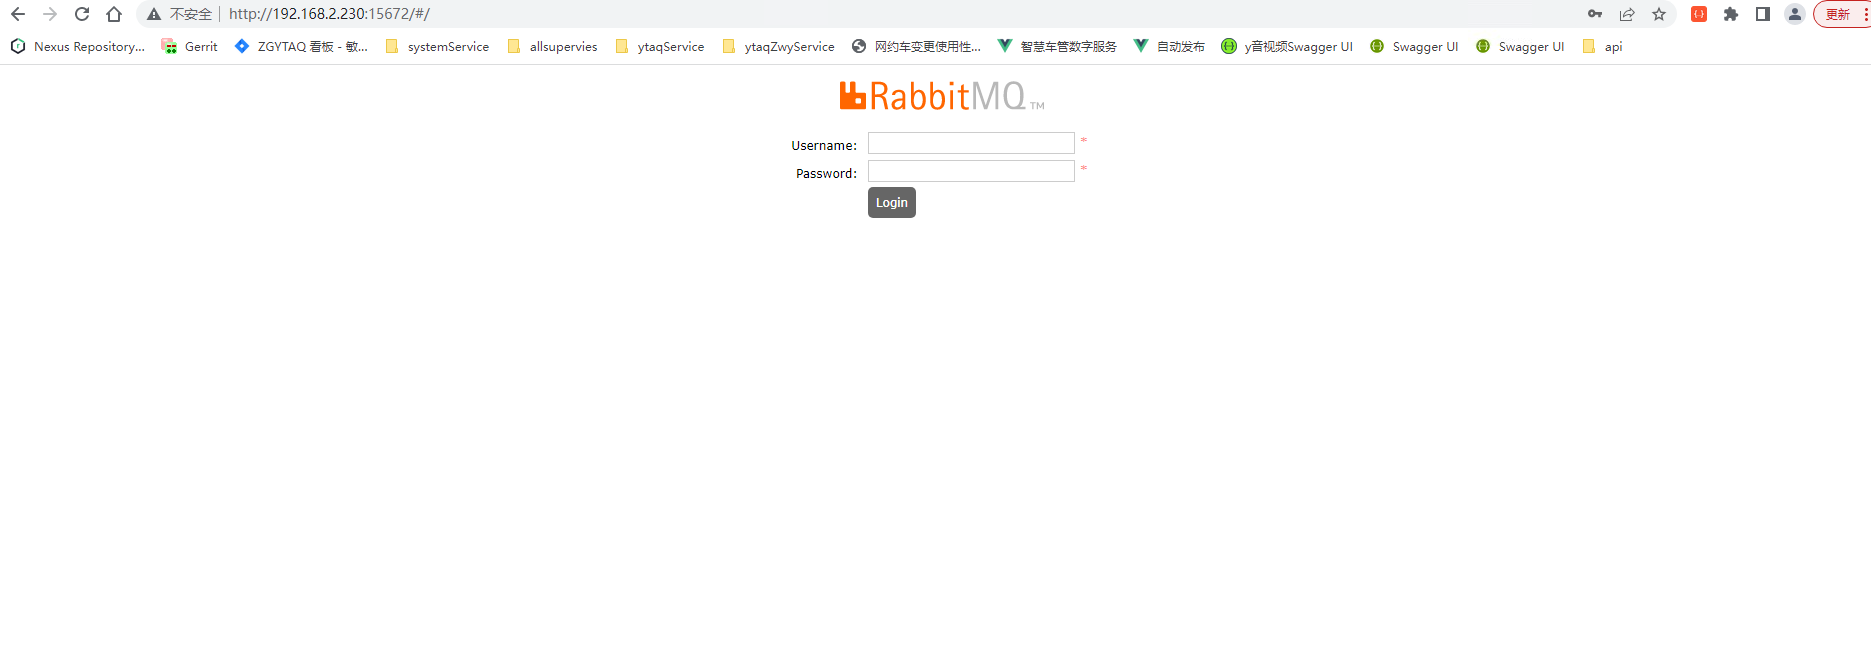 不安全 | http://192.168.2.230:15672/#/ 更新
Nexus Repository... Gerrit ZGYTAQ 看板 - 敏... systemService allsupervies ytaqService ytaqZwyService 网约车变更使用性... 智慧车管数字服务 自动发布 y音视频Swagger UI Swagger UI Swagger UI api
RabbitMQ TM
Username: *
Password: *
Login